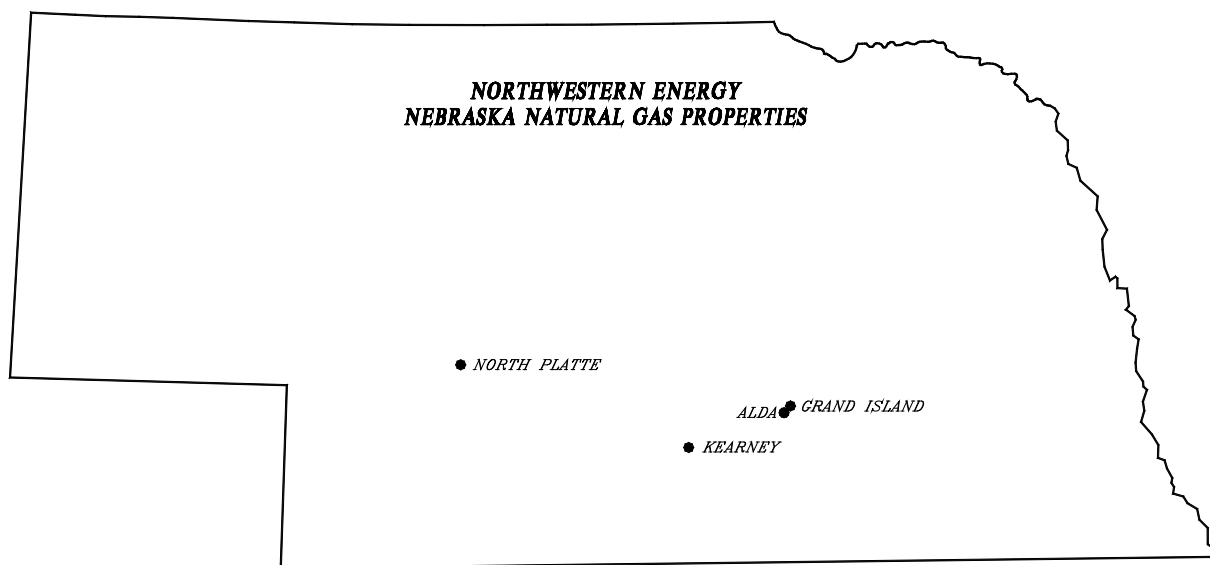 NORTHWESTERN ENERGY
NEBRASKA NATURAL GAS PROPERTIES
NORTH PLATTE
GRAND ISLAND
ALDA
KEARNEY